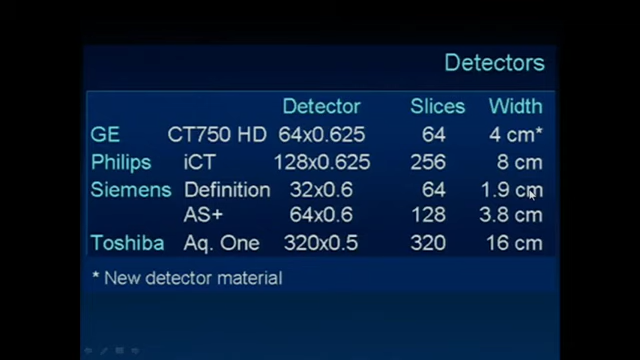 Detectors
Detector Slices Width
GE CT750 HD 64x0.625 64 4 cm*
Philips iCT 128x0.625 256 8 cm
Siemens Definition 32x0.6 64 1.9 cm
AS+ 64x0.6 128 3.8 cm
Toshiba Aq. One 320x0.5 320 16 cm
* New detector material